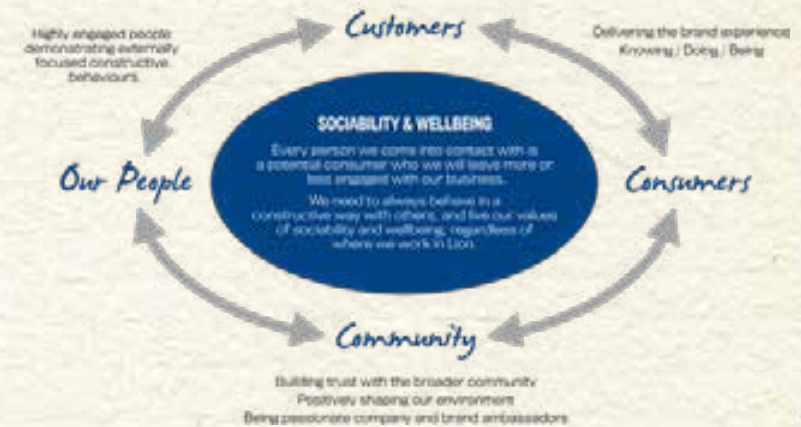 Customers
Highly engaged people
demonstrating externally
focused constructive
behaviours.
Delivering the brand experience
Knowing / Doing / Being
SOCIABILITY & WELLBEING
Every person we come into contact with is
a potential consumer who we will leave more or
less engaged with our business.
We need to always behave in a
constructive way with others, and live our values
of sociability and wellbeing, regardless of
where we work in Lion.
Our People
Consumers
Community
Building trust with the broader community
Positively shaping our environment
Being passionate company and brand ambassadors